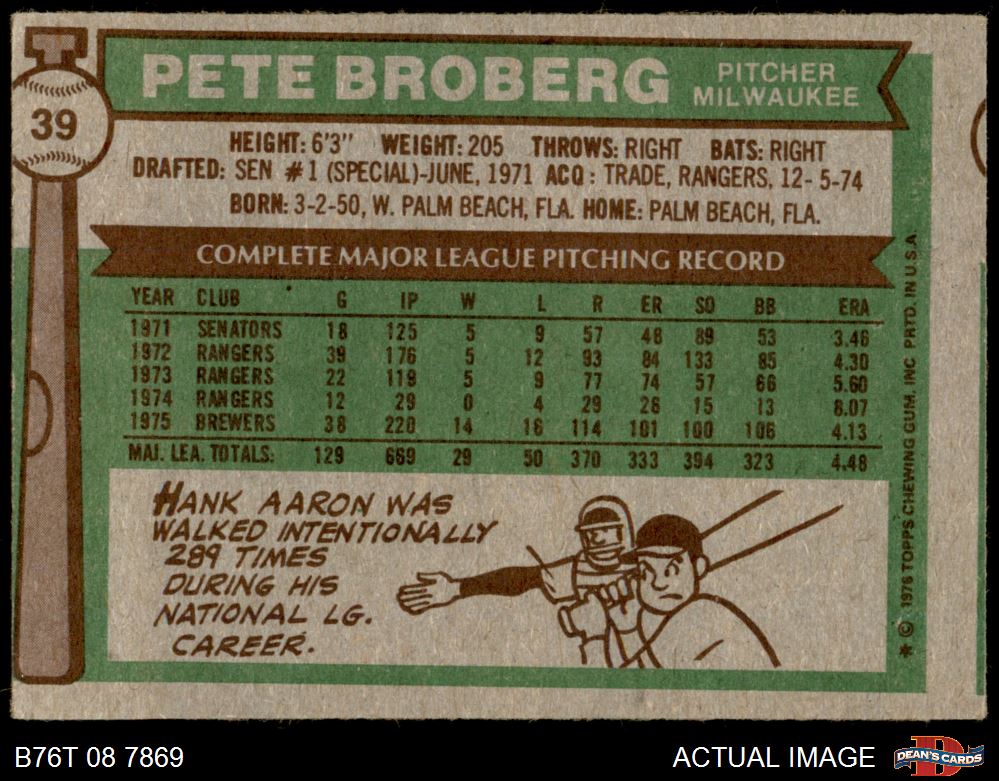 39
PETE BROBERG
PITCHER
MILWAUKEE
HEIGHT: 6'3" WEIGHT: 205 THROWS: RIGHT BATS: RIGHT
DRAFTED: SEN #1 (SPECIAL)-JUNE, 1971 ACQ: TRADE, RANGERS, 12-5-74
BORN: 3-2-50, W. PALM BEACH, FLA. HOME: PALM BEACH, FLA.
COMPLETE MAJOR LEAGUE PITCHING RECORD
YEAR CLUB G IP W L R ER SO BB ERA
1971 SENATORS 18 125 5 9 57 48 89 53 3.46
1972 RANGERS 39 176 5 12 93 84 133 85 4.30
1973 RANGERS 22 119 5 9 77 74 57 66 5.60
1974 RANGERS 12 29 0 4 29 26 15 13 8.07
1975 BREWERS 38 220 14 16 114 101 100 106 4.13
MAJ. LEA. TOTALS: 129 669 29 50 370 333 394 323 4.48
HANK AARON WAS
WALKED INTENTIONALLY
289 TIMES
DURING HIS
NATIONAL LG.
CAREER.
* © 1976 TOPPS CHEWING GUM, INC PRTD. IN U.S.A.
B76T 08 7869
ACTUAL IMAGE
DEAN'S CARDS